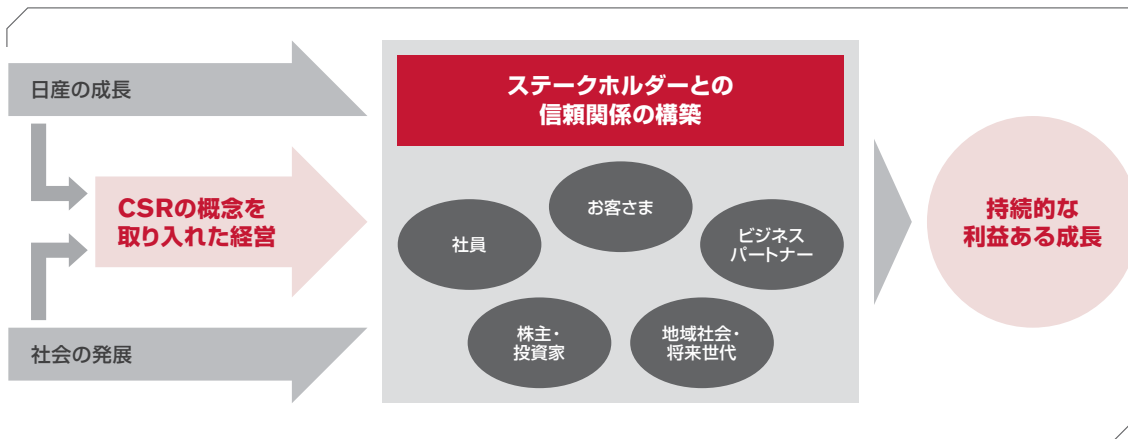 日産の成長
CSRの概念を
取り入れた経営
社会の発展
ステークホルダーとの
信頼関係の構築
お客さま
社員
ビジネス
パートナー
株主・
投資家
地域社会・
将来世代
持続的な
利益ある成長